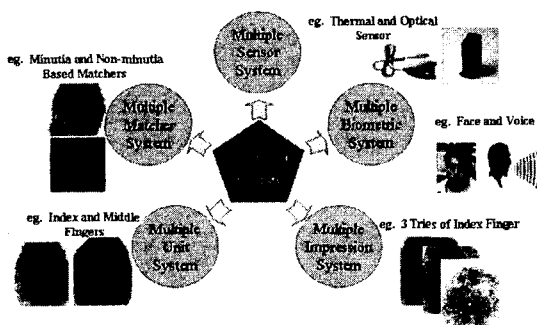 Multiple
Sensor
System
eg. Thermal and Optical
Sensor
eg. Minutia and Non-minutia
Based Matchers
Multiple
Matcher
System
Multiple
Biometric
System
eg. Face and Voice
eg. Index and Middle
Fingers
Multiple
Unit
System
Multiple
Impression
System
eg. 3 Tries of Index Finger